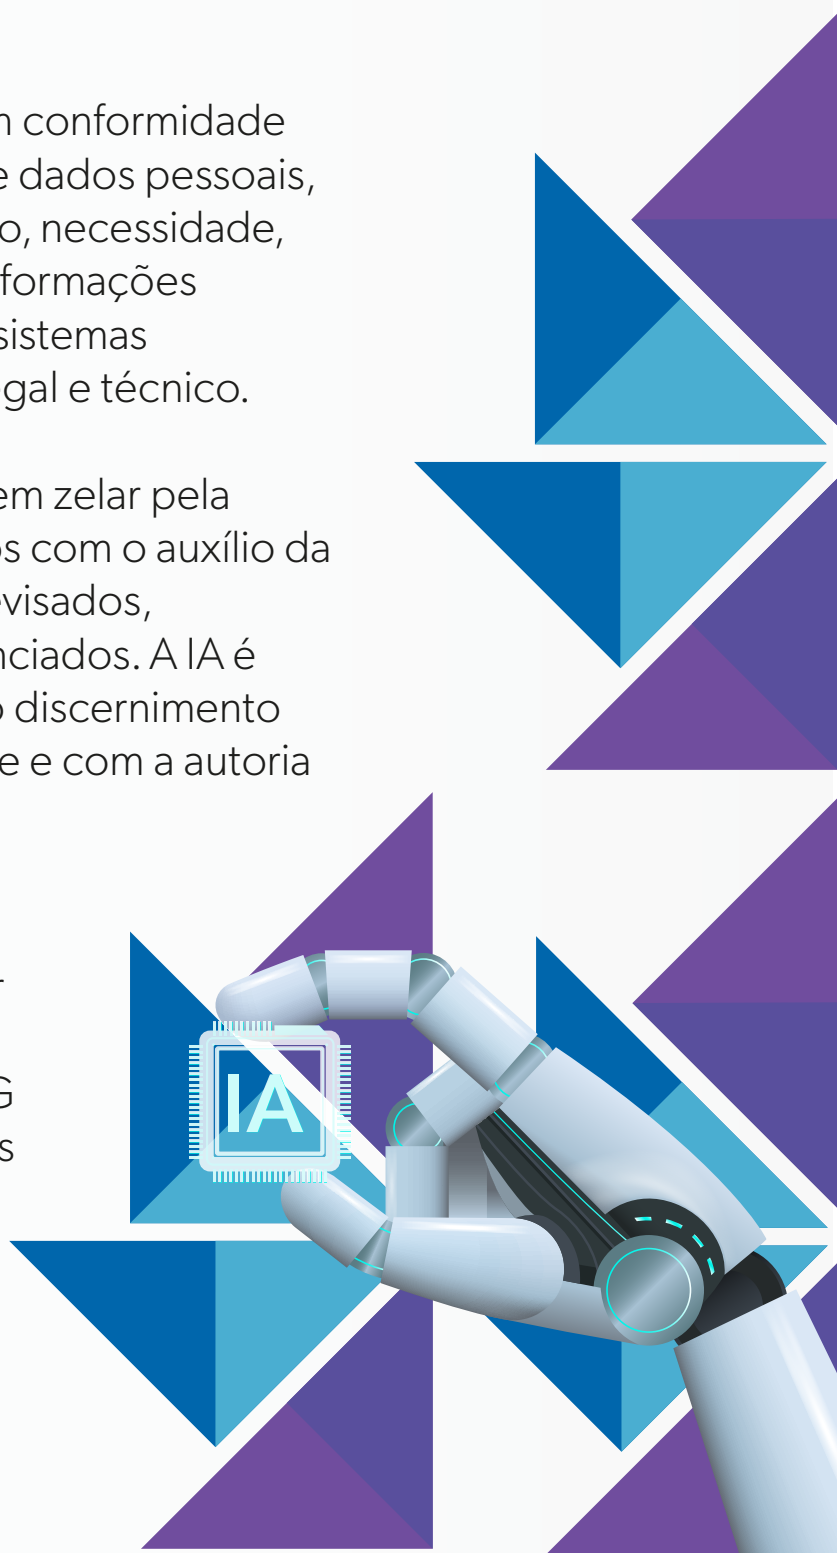 m conformidade
e dados pessoais,
o, necessidade,
formações
sistemas
gal e técnico.
em zelar pela
os com o auxílio da
evisados,
nciados. A IA é
o discernimento
e e com a autoria
G
s
IA